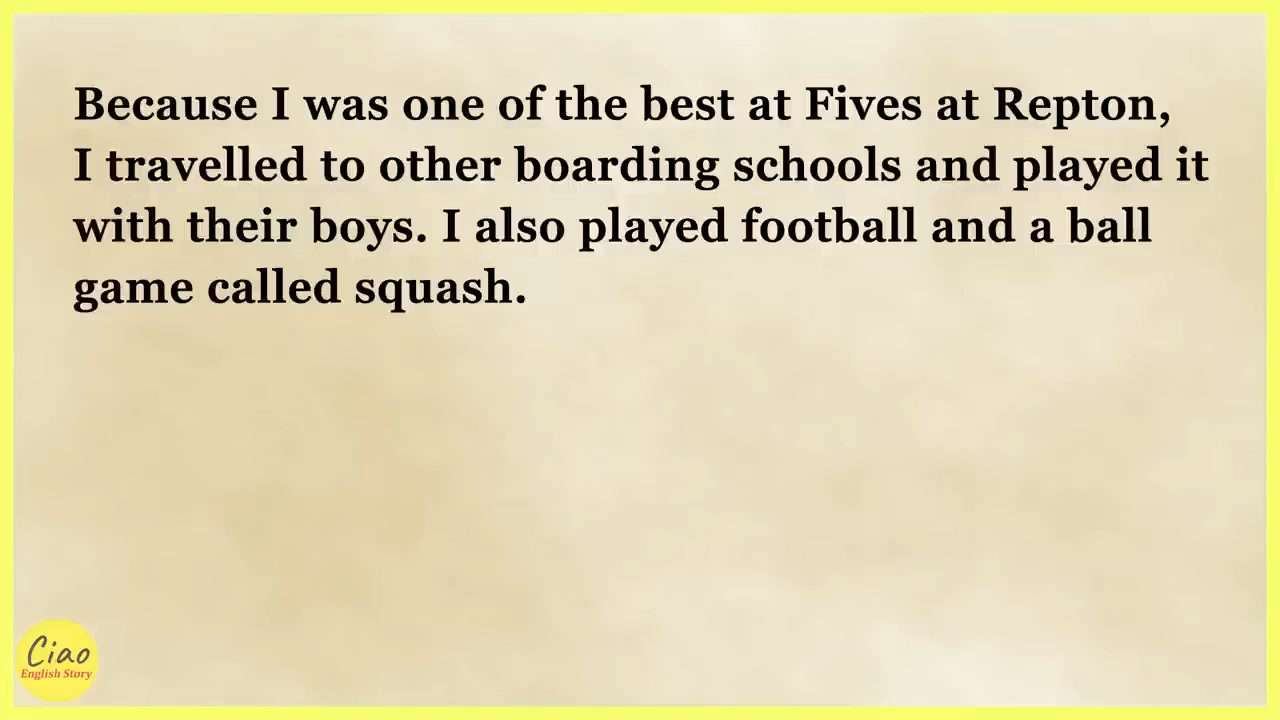 Because I was one of the best at Fives at Repton,
I travelled to other boarding schools and played it
with their boys. I also played football and a ball
game called squash.
Ciao
English Story